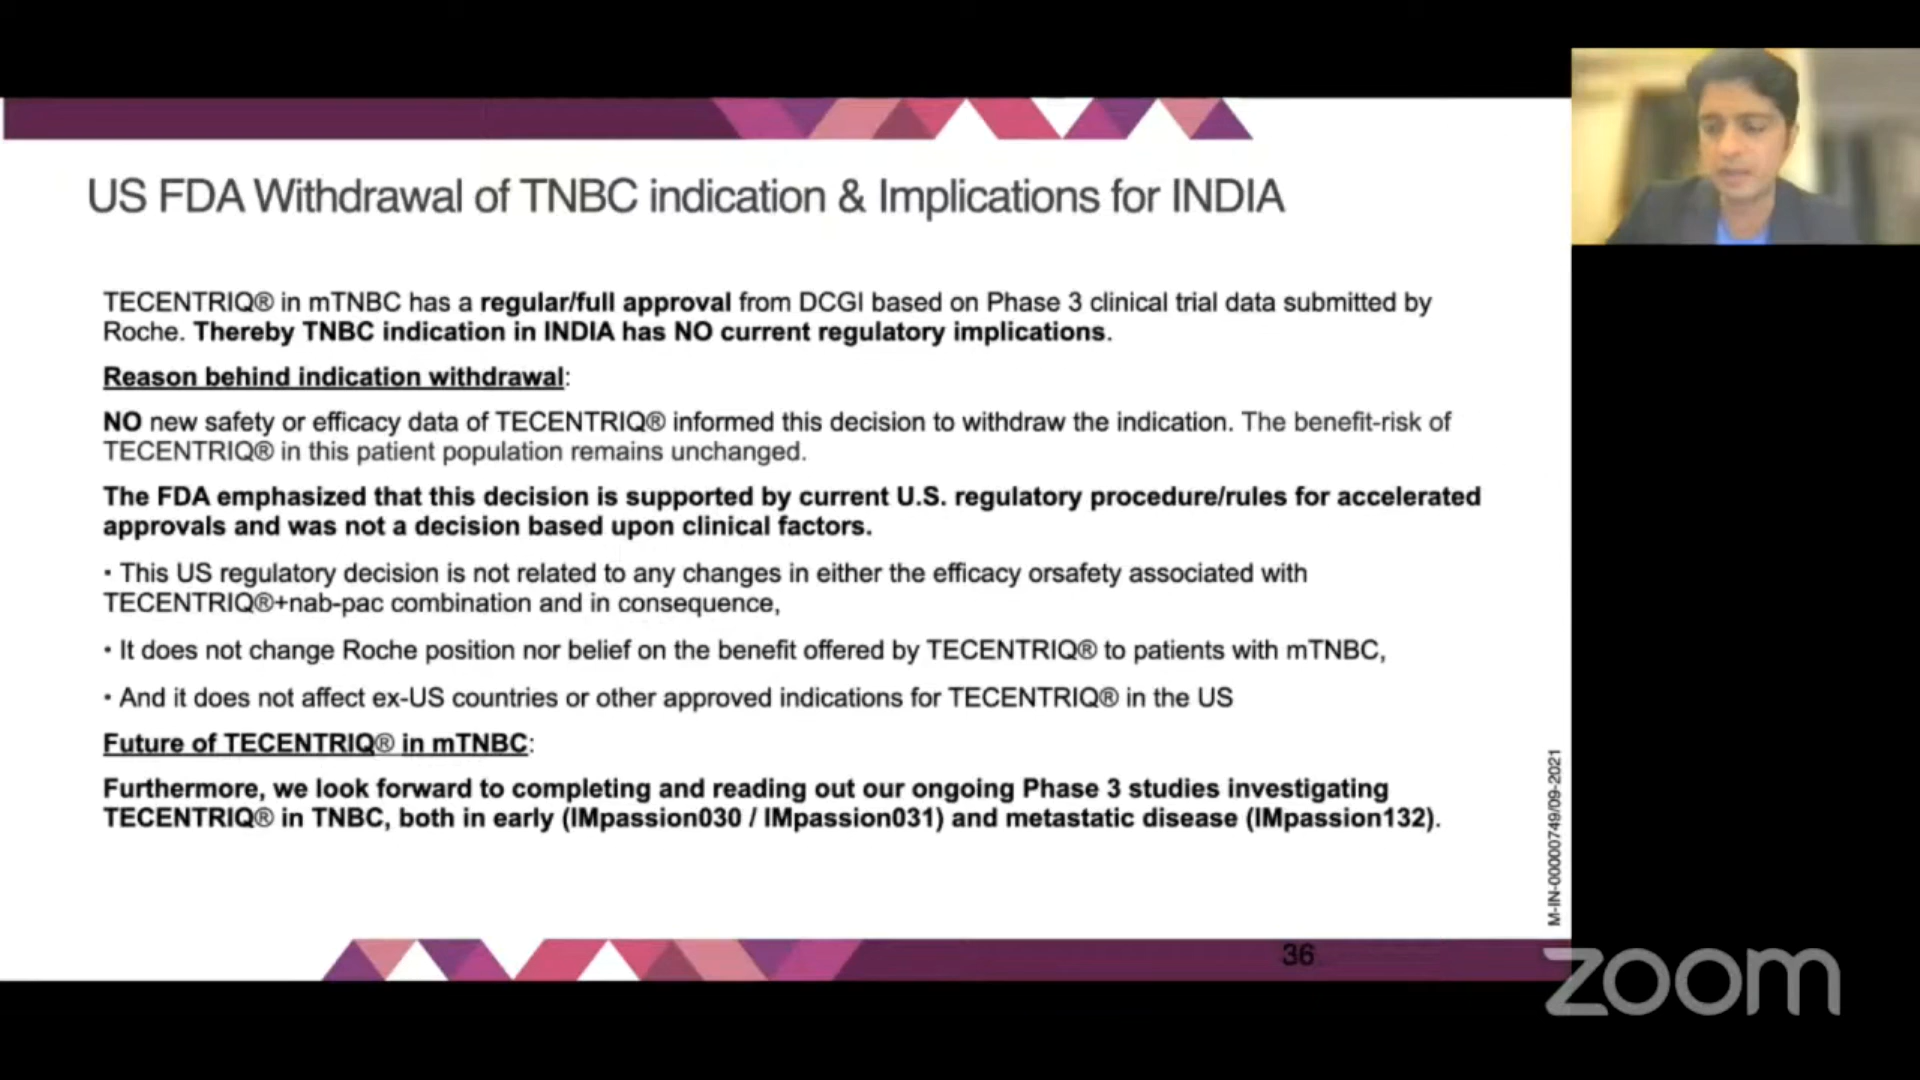 US FDA Withdrawal of TNBC indication & Implications for INDIA
TECENTRIQ® in mTNBC has a regular/full approval from DCGI based on Phase 3 clinical trial data submitted by
Roche. Thereby TNBC indication in INDIA has NO current regulatory implications.
Reason behind indication withdrawal:
NO new safety or efficacy data of TECENTRIQ® informed this decision to withdraw the indication. The benefit-risk of
TECENTRIQ® in this patient population remains unchanged.
The FDA emphasized that this decision is supported by current U.S. regulatory procedure/rules for accelerated
approvals and was not a decision based upon clinical factors.
· This US regulatory decision is not related to any changes in either the efficacy orsafety associated with
TECENTRIQ®+nab-pac combination and in consequence,
· It does not change Roche position nor belief on the benefit offered by TECENTRIQ® to patients with mTNBC,
· And it does not affect ex-US countries or other approved indications for TECENTRIQ® in the US
Future of TECENTRIQ® in mTNBC:
Furthermore, we look forward to completing and reading out our ongoing Phase 3 studies investigating
TECENTRIQ® in TNBC, both in early (IMpassion030 / IMpassion031) and metastatic disease (IMpassion132).
M-IN-00000749/09-2021
36
zoom